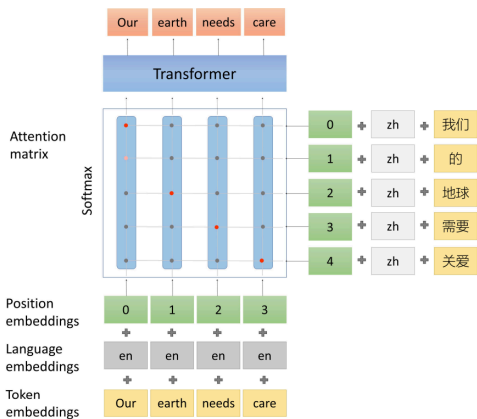 Our earth needs care
Transformer
Attention
matrix
Softmax
0 zh 我们
1 zh 的
2 zh 地球
3 zh 需要
4 zh 关爱
Position
embeddings
0 1 2 3
Language
embeddings
en en en en
Token
embeddings
Our earth needs care